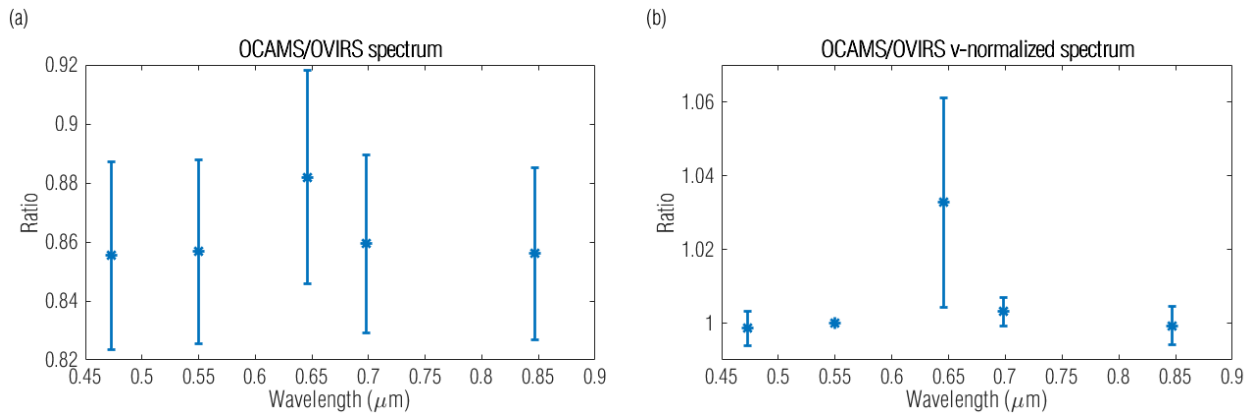 (a)
OCAMS/OVIRS spectrum
0.92
0.9
0.88
0.86
0.84
0.82
Ratio
0.45 0.5 0.55 0.6 0.65 0.7 0.75 0.8 0.85 0.9
Wavelength (μm)
(b)
OCAMS/OVIRS v-normalized spectrum
1.06
1.04
1.02
1
Ratio
0.45 0.5 0.55 0.6 0.65 0.7 0.75 0.8 0.85 0.9
Wavelength (μm)